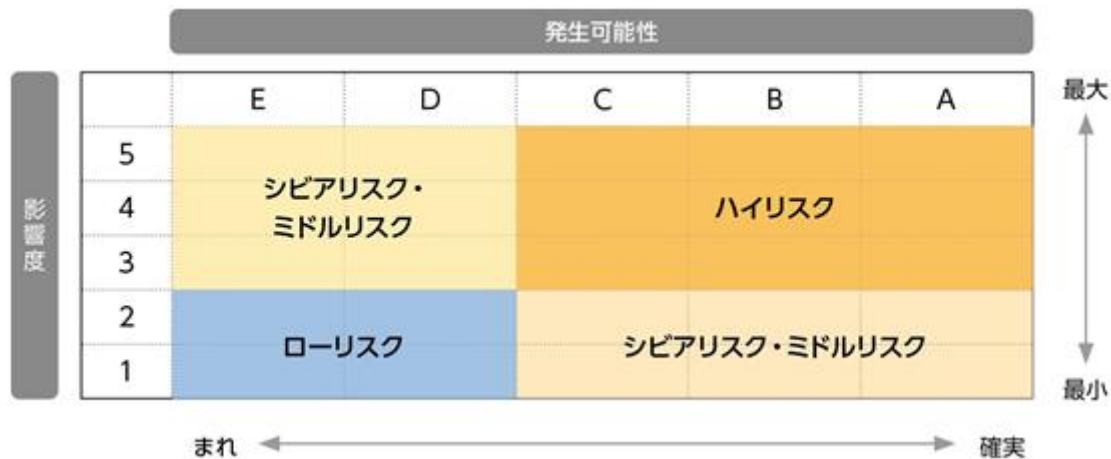 発生可能性
E D C B A
最大
影響度
5
4
3
2
1
シビアリスク・
ミドルリスク
ハイリスク
ローリスク
シビアリスク・ミドルリスク
最小
まれ
確実